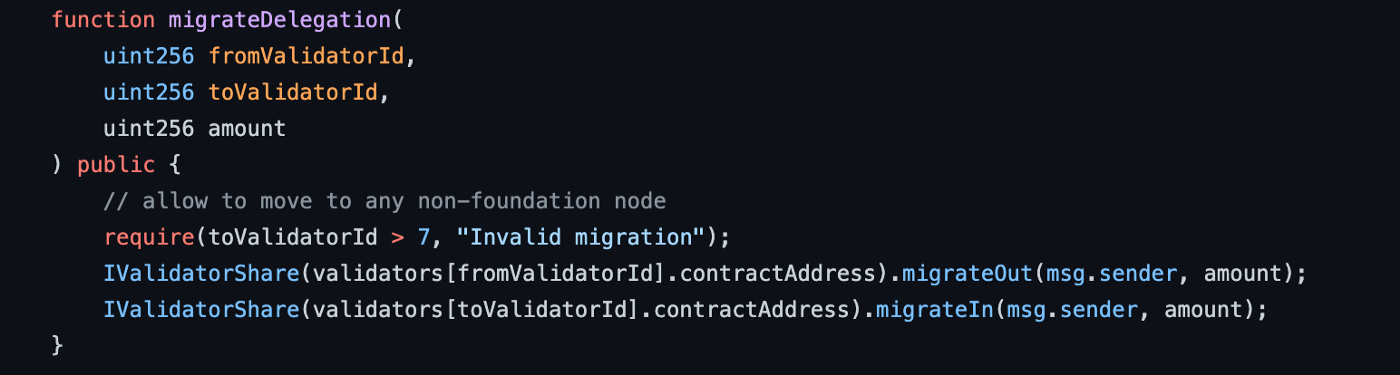 function migrateDelegation(
    uint256 fromValidatorId,
    uint256 toValidatorId,
    uint256 amount
) public {
    // allow to move to any non-foundation node
    require(toValidatorId > 7, "Invalid migration");
    IValidatorShare(validators[fromValidatorId].contractAddress).migrateOut(msg.sender, amount);
    IValidatorShare(validators[toValidatorId].contractAddress).migrateIn(msg.sender, amount);
}